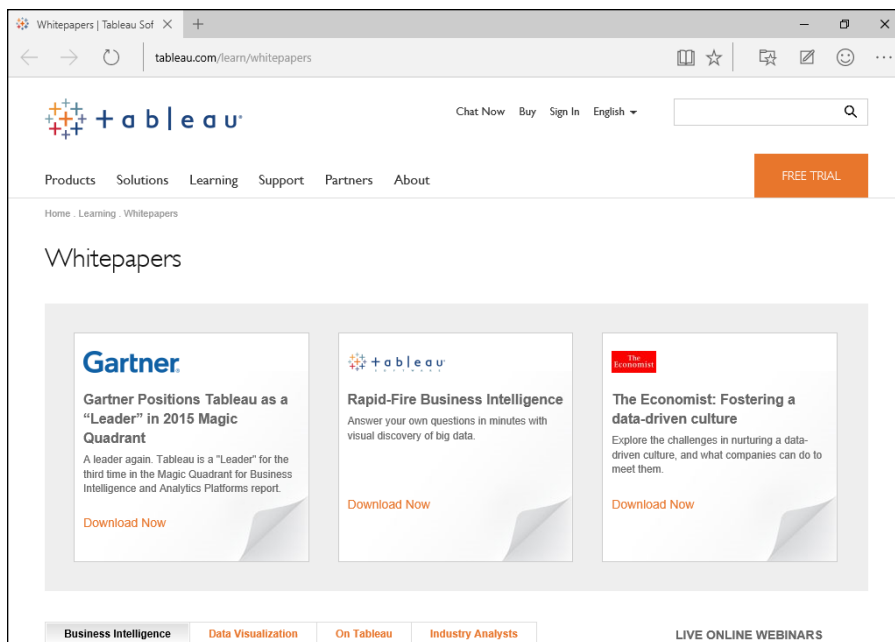 Whitepapers | Tableau Sof
tableau.com/learn/whitepapers
+ableau
Chat Now Buy Sign In English
Products Solutions Learning Support Partners About
FREE TRIAL
Home . Learning . Whitepapers
Whitepapers
Gartner
Gartner Positions Tableau as a
“Leader” in 2015 Magic
Quadrant
A leader again. Tableau is a "Leader" for the
third time in the Magic Quadrant for Business
Intelligence and Analytics Platforms report.
Download Now
+ableau
SOFTWARE
Rapid-Fire Business Intelligence
Answer your own questions in minutes with
visual discovery of big data.
Download Now
The
Economist
The Economist: Fostering a
data-driven culture
Explore the challenges in nurturing a data-
driven culture, and what companies can do to
meet them.
Download Now
Business Intelligence Data Visualization On Tableau Industry Analysts
LIVE ONLINE WEBINARS